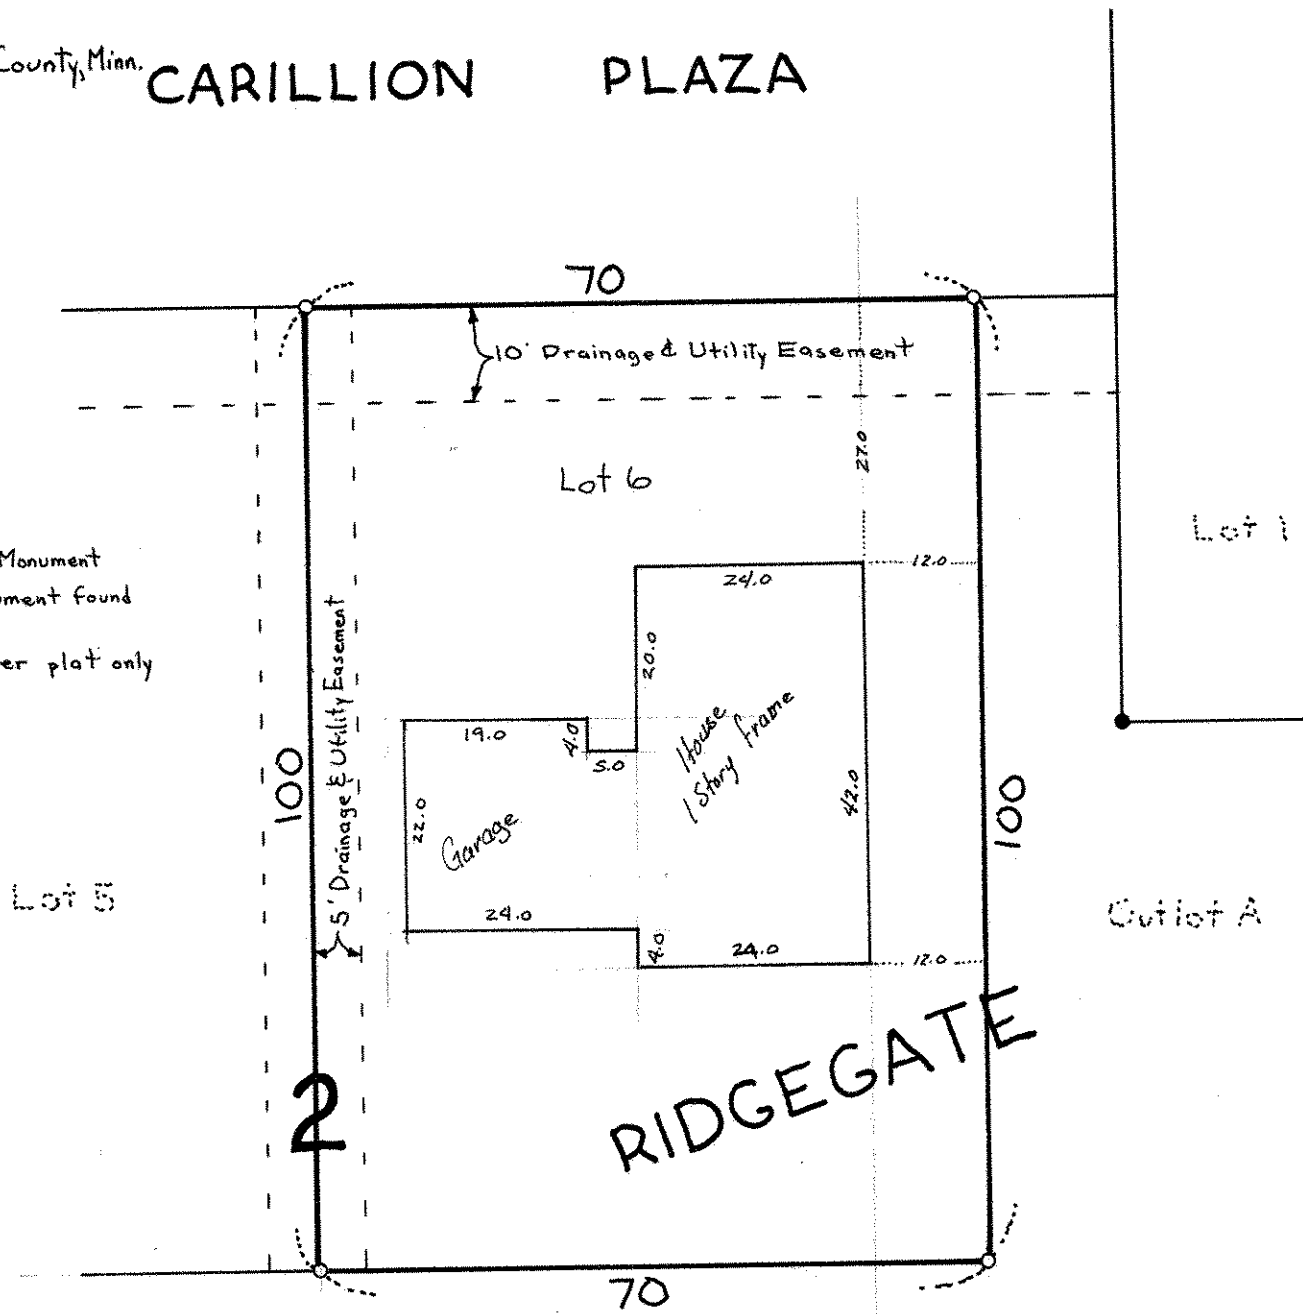 County, Minn.
CARILLION PLAZA
70
10' Drainage & Utility Easement
27.0
Lot 6
Lot 1
Monument
ment found
er plat only
24.0
12.0
20.0
5' Drainage & Utility Easement
19.0
4.0
5.0
House
1 Story Frame
100
22.0
Garage
42.0
100
Lot 5
24.0
4.0
24.0
12.0
Outlot A
2
RIDGEGATE
70